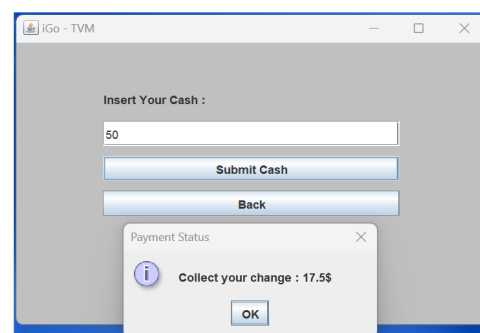 iGo - TVM
Insert Your Cash :
50
Submit Cash
Back
Payment Status
i
Collect your change : 17.5$
OK